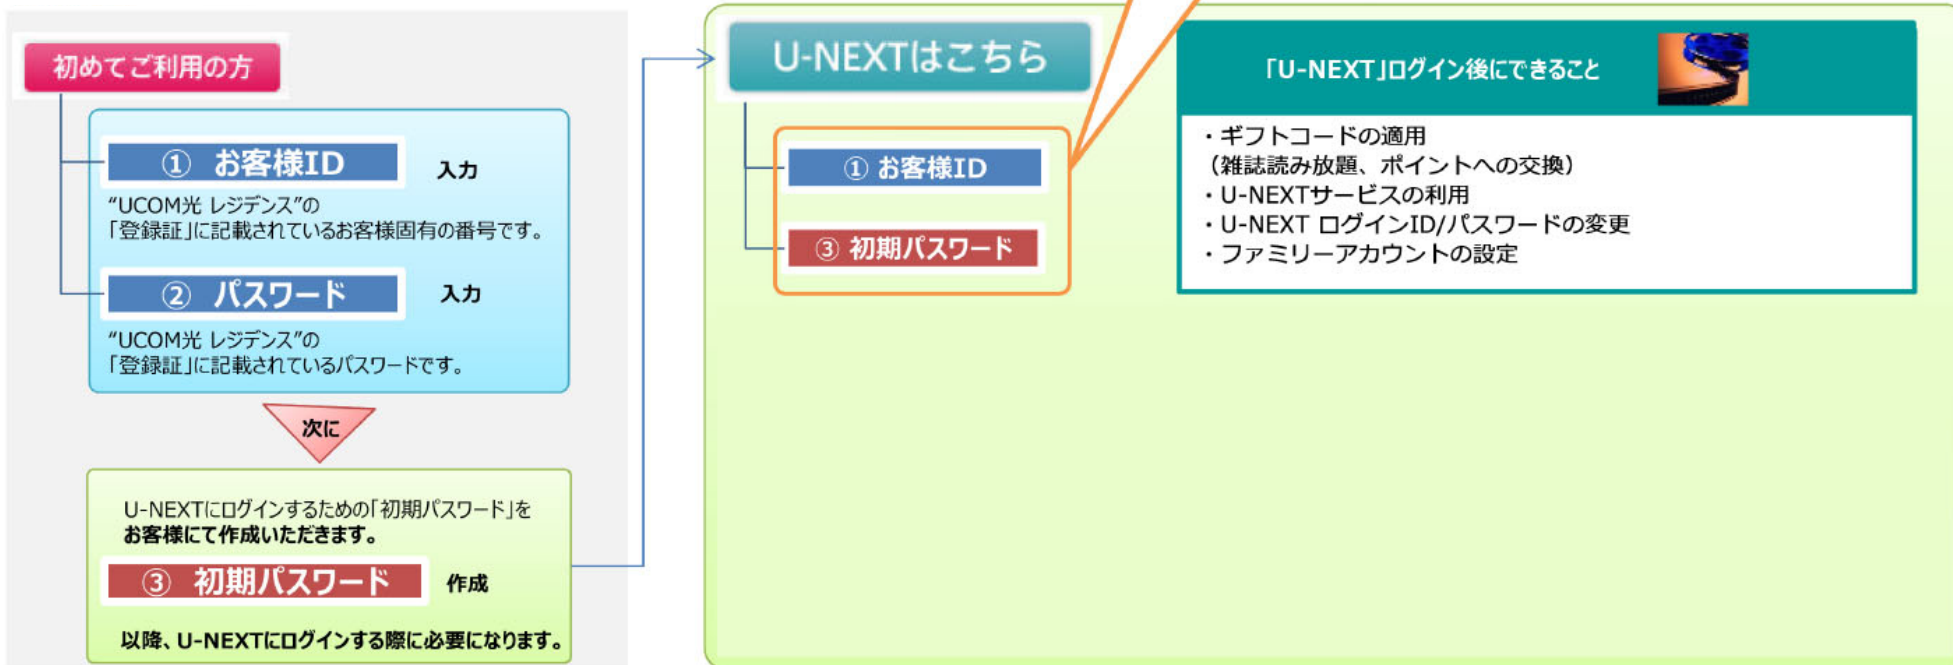 初めてご利用の方
① お客様ID 入力
“UCOM光 レジデンス”の
「登録証」に記載されているお客様固有の番号です。
② パスワード 入力
“UCOM光 レジデンス”の
「登録証」に記載されているパスワードです。
次に
U-NEXTにログインするための「初期パスワード」を
お客様にて作成いただきます。
③ 初期パスワード 作成
以降、U-NEXTにログインする際に必要になります。
U-NEXTはこちら
① お客様ID
③ 初期パスワード
「U-NEXT」ログイン後にできること
・ギフトコードの適用
（雑誌読み放題、ポイントへの交換）
・U-NEXTサービスの利用
・U-NEXT ログインID/パスワードの変更
・ファミリーアカウントの設定